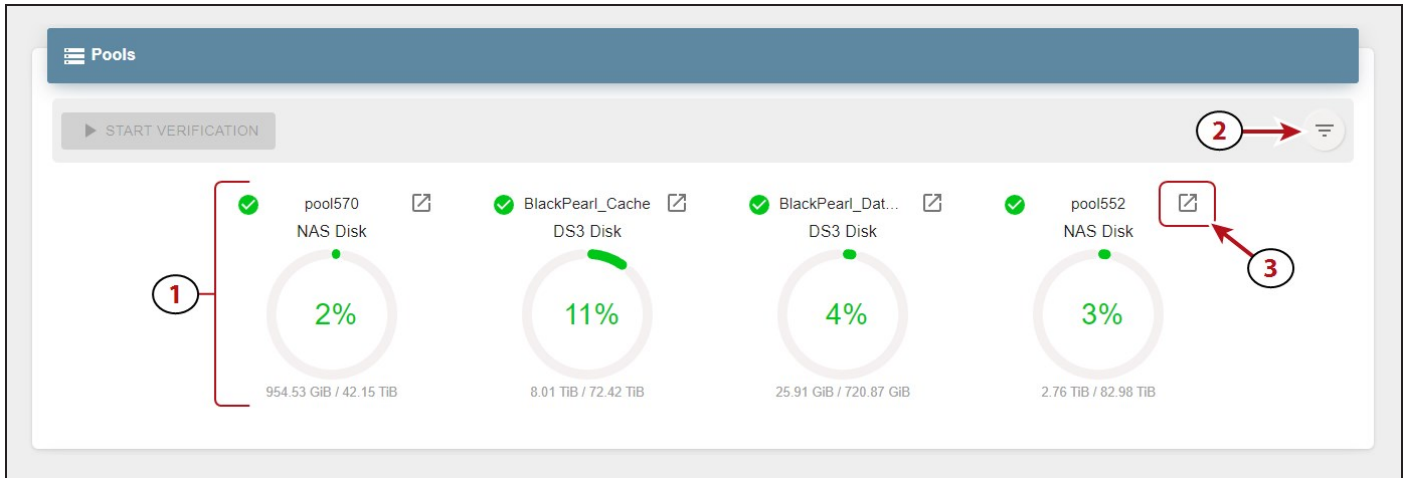 Pools
START VERIFICATION
2
pool570
NAS Disk
2%
954.53 GiB / 42.15 TiB
BlackPearl_Cache
DS3 Disk
11%
8.01 TiB / 72.42 TiB
BlackPearl_Dat...
DS3 Disk
4%
25.91 GiB / 720.87 GiB
pool552
NAS Disk
3%
2.76 TiB / 82.98 TiB
1
3